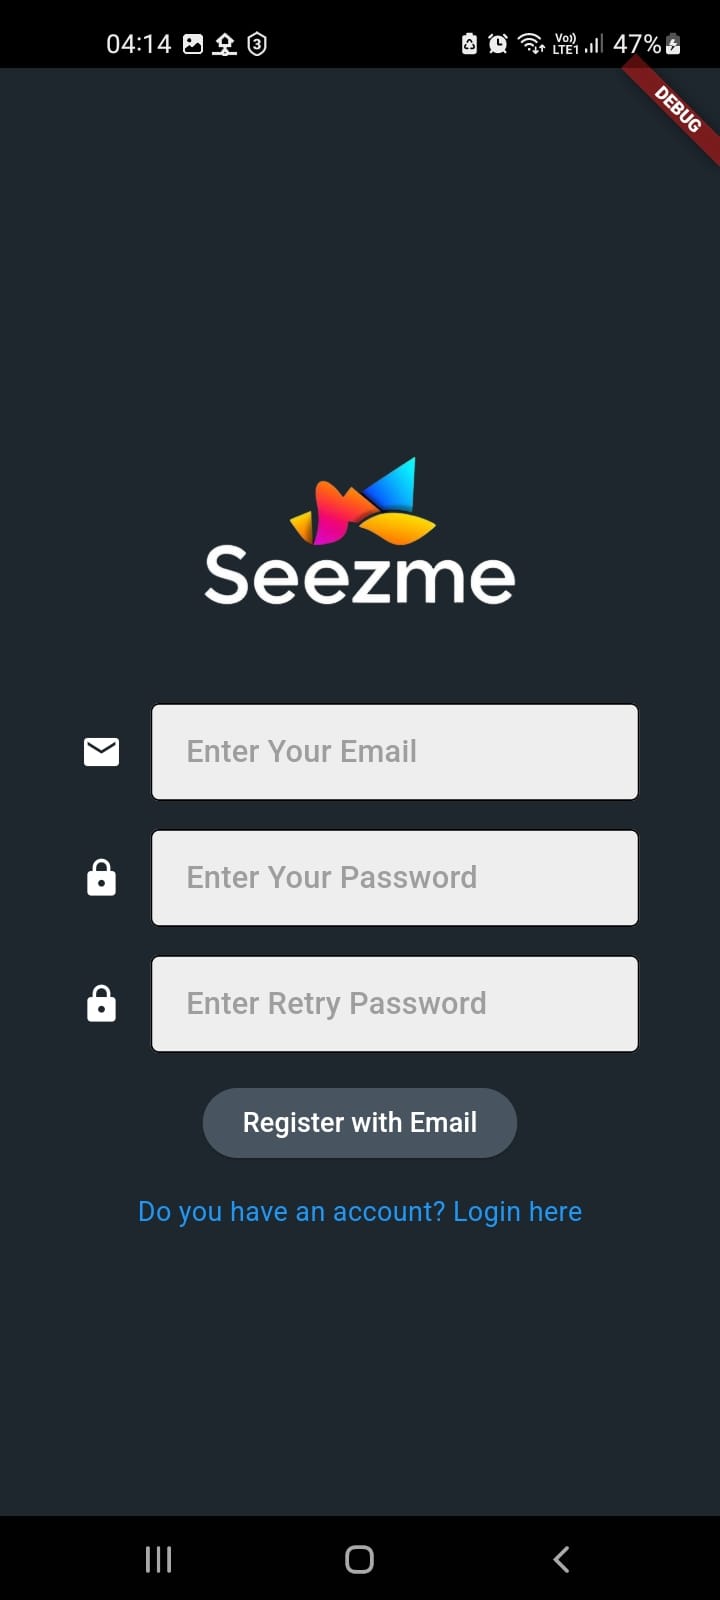 04:14 3 Vo)) LTE1 47%
DEBUG
Seezme
Enter Your Email
Enter Your Password
Enter Retry Password
Register with Email
Do you have an account? Login here